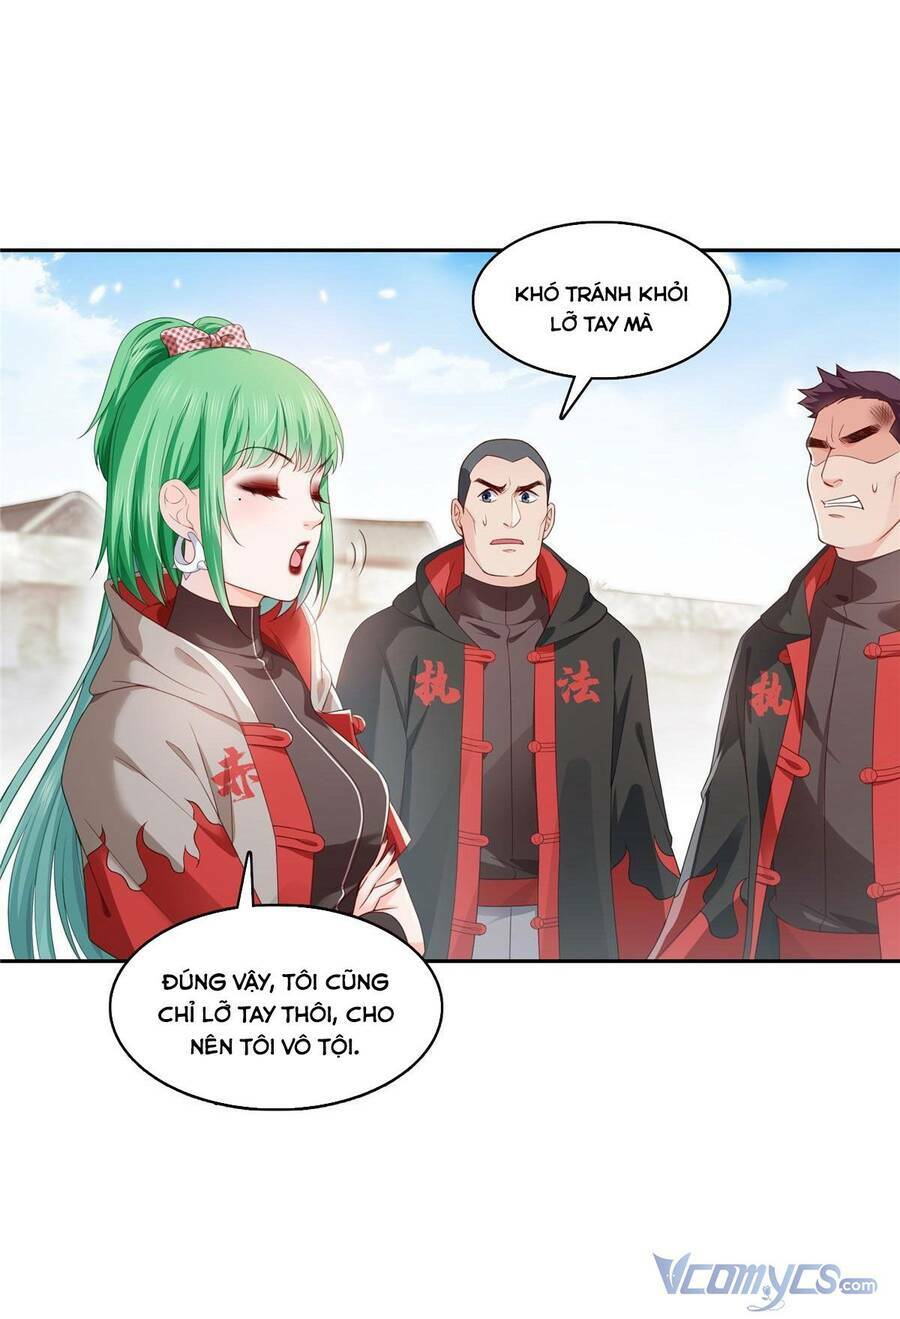 KHÓ TRÁNH KHỎI
LỠ TAY MÀ
执 法
执
赤
ĐÚNG VẬY, TÔI CŨNG
CHỈ LỠ TAY THÔI, CHO
NÊN TÔI VÔ TỘI.
VCOMYCS.com